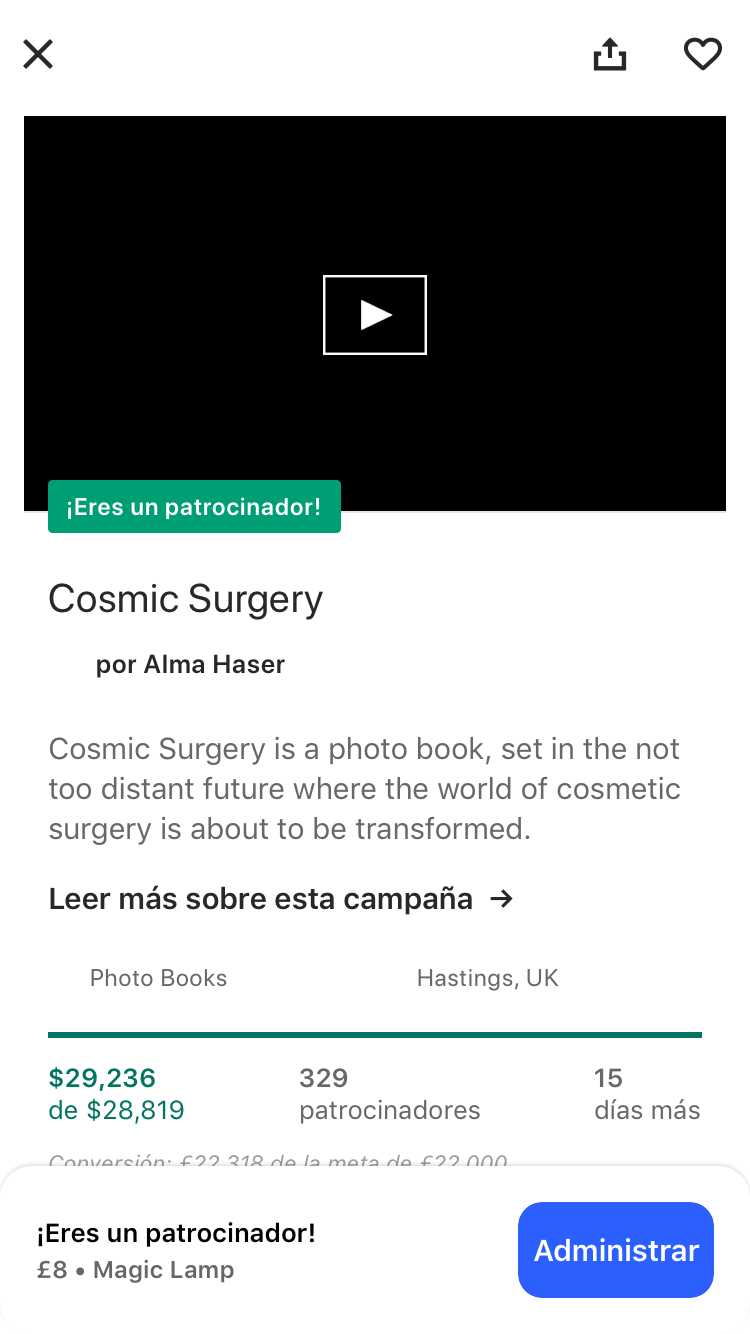 ¡Eres un patrocinador!
Cosmic Surgery
por Alma Haser
Cosmic Surgery is a photo book, set in the not
too distant future where the world of cosmetic
surgery is about to be transformed.
Leer más sobre esta campaña →
Photo Books
Hastings, UK
$29,236
de $28,819
329
patrocinadores
15
días más
Conversión: £22,318 de la meta de £22,000
¡Eres un patrocinador!
£8 • Magic Lamp
Administrar